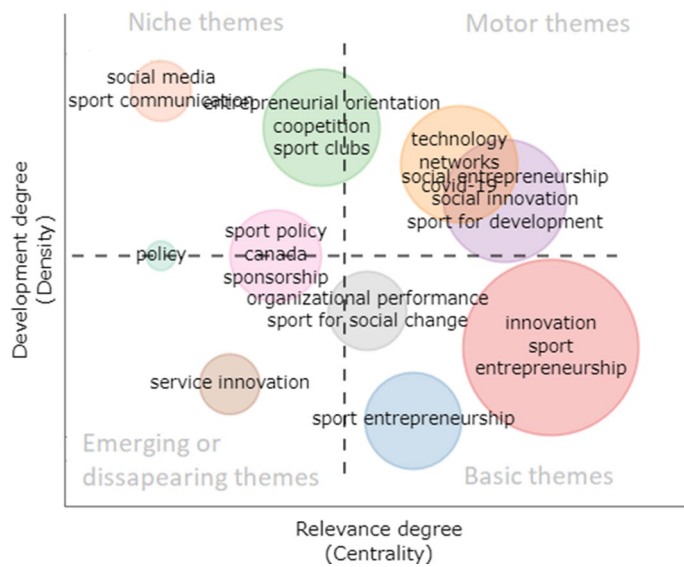 Niche themes
Motor themes
social media
sport communication
entrepreneurial orientation
coopetition
sport clubs
technology
networks
covid-19
social entrepreneurship
social innovation
sport for development
sport policy
canada
sponsorship
policy
organizational performance
sport for social change
innovation
sport
entrepreneurship
service innovation
sport entrepreneurship
Emerging or
dissapearing themes
Basic themes
Development degree
(Density)
Relevance degree
(Centrality)